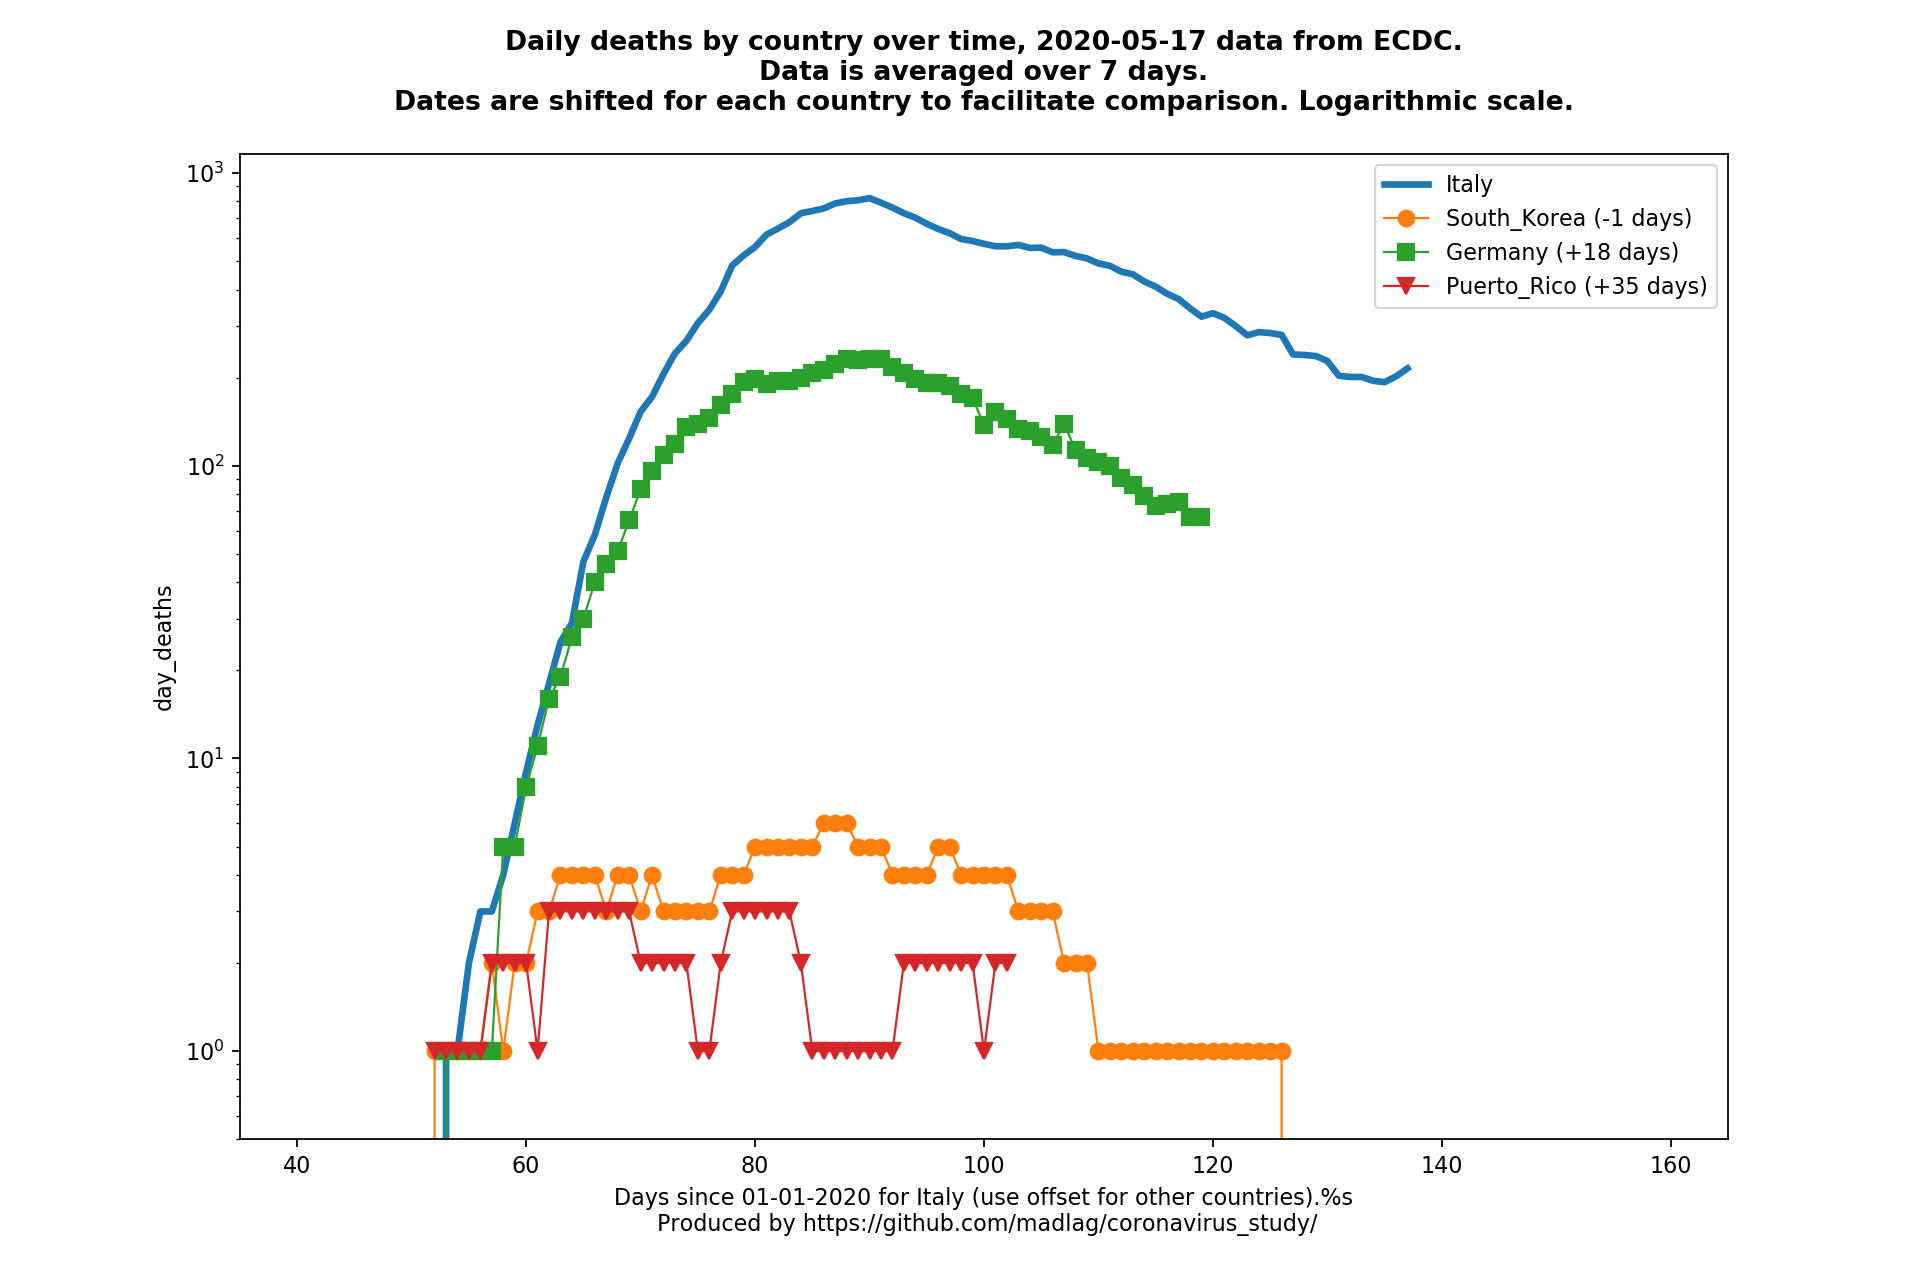 Daily deaths by country over time, 2020-05-17 data from ECDC.
Data is averaged over 7 days.
Dates are shifted for each country to facilitate comparison. Logarithmic scale.
Italy
South_Korea (-1 days)
Germany (+18 days)
Puerto_Rico (+35 days)
day_deaths
10³
10²
10¹
10⁰
40 60 80 100 120 140 160
Days since 01-01-2020 for Italy (use offset for other countries).%s
Produced by https://github.com/madlag/coronavirus_study/